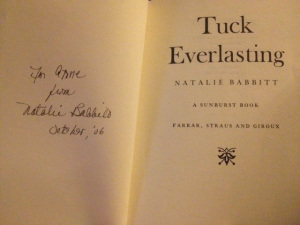 For Anne
from
Natalie Babbitt
October, '06
Tuck
Everlasting
NATALIE BABBITT
A SUNBURST BOOK
FARRAR, STRAUS AND GIROUX